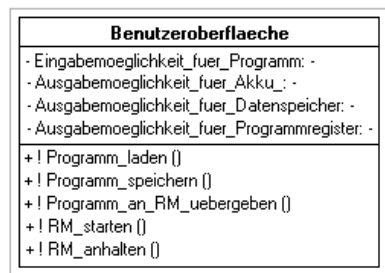 Benutzeroberflaeche
- Eingabemoeglichkeit_fuer_Programm: -
- Ausgabemoeglichkeit_fuer_Akku_: -
- Ausgabemoeglichkeit_fuer_Datenspeicher: -
- Ausgabemoeglichkeit_fuer_Programmregister: -
+ ! Programm_laden ()
+ ! Programm_speichern ()
+ ! Programm_an_RM_uebergeben ()
+ ! RM_starten ()
+ ! RM_anhalten ()